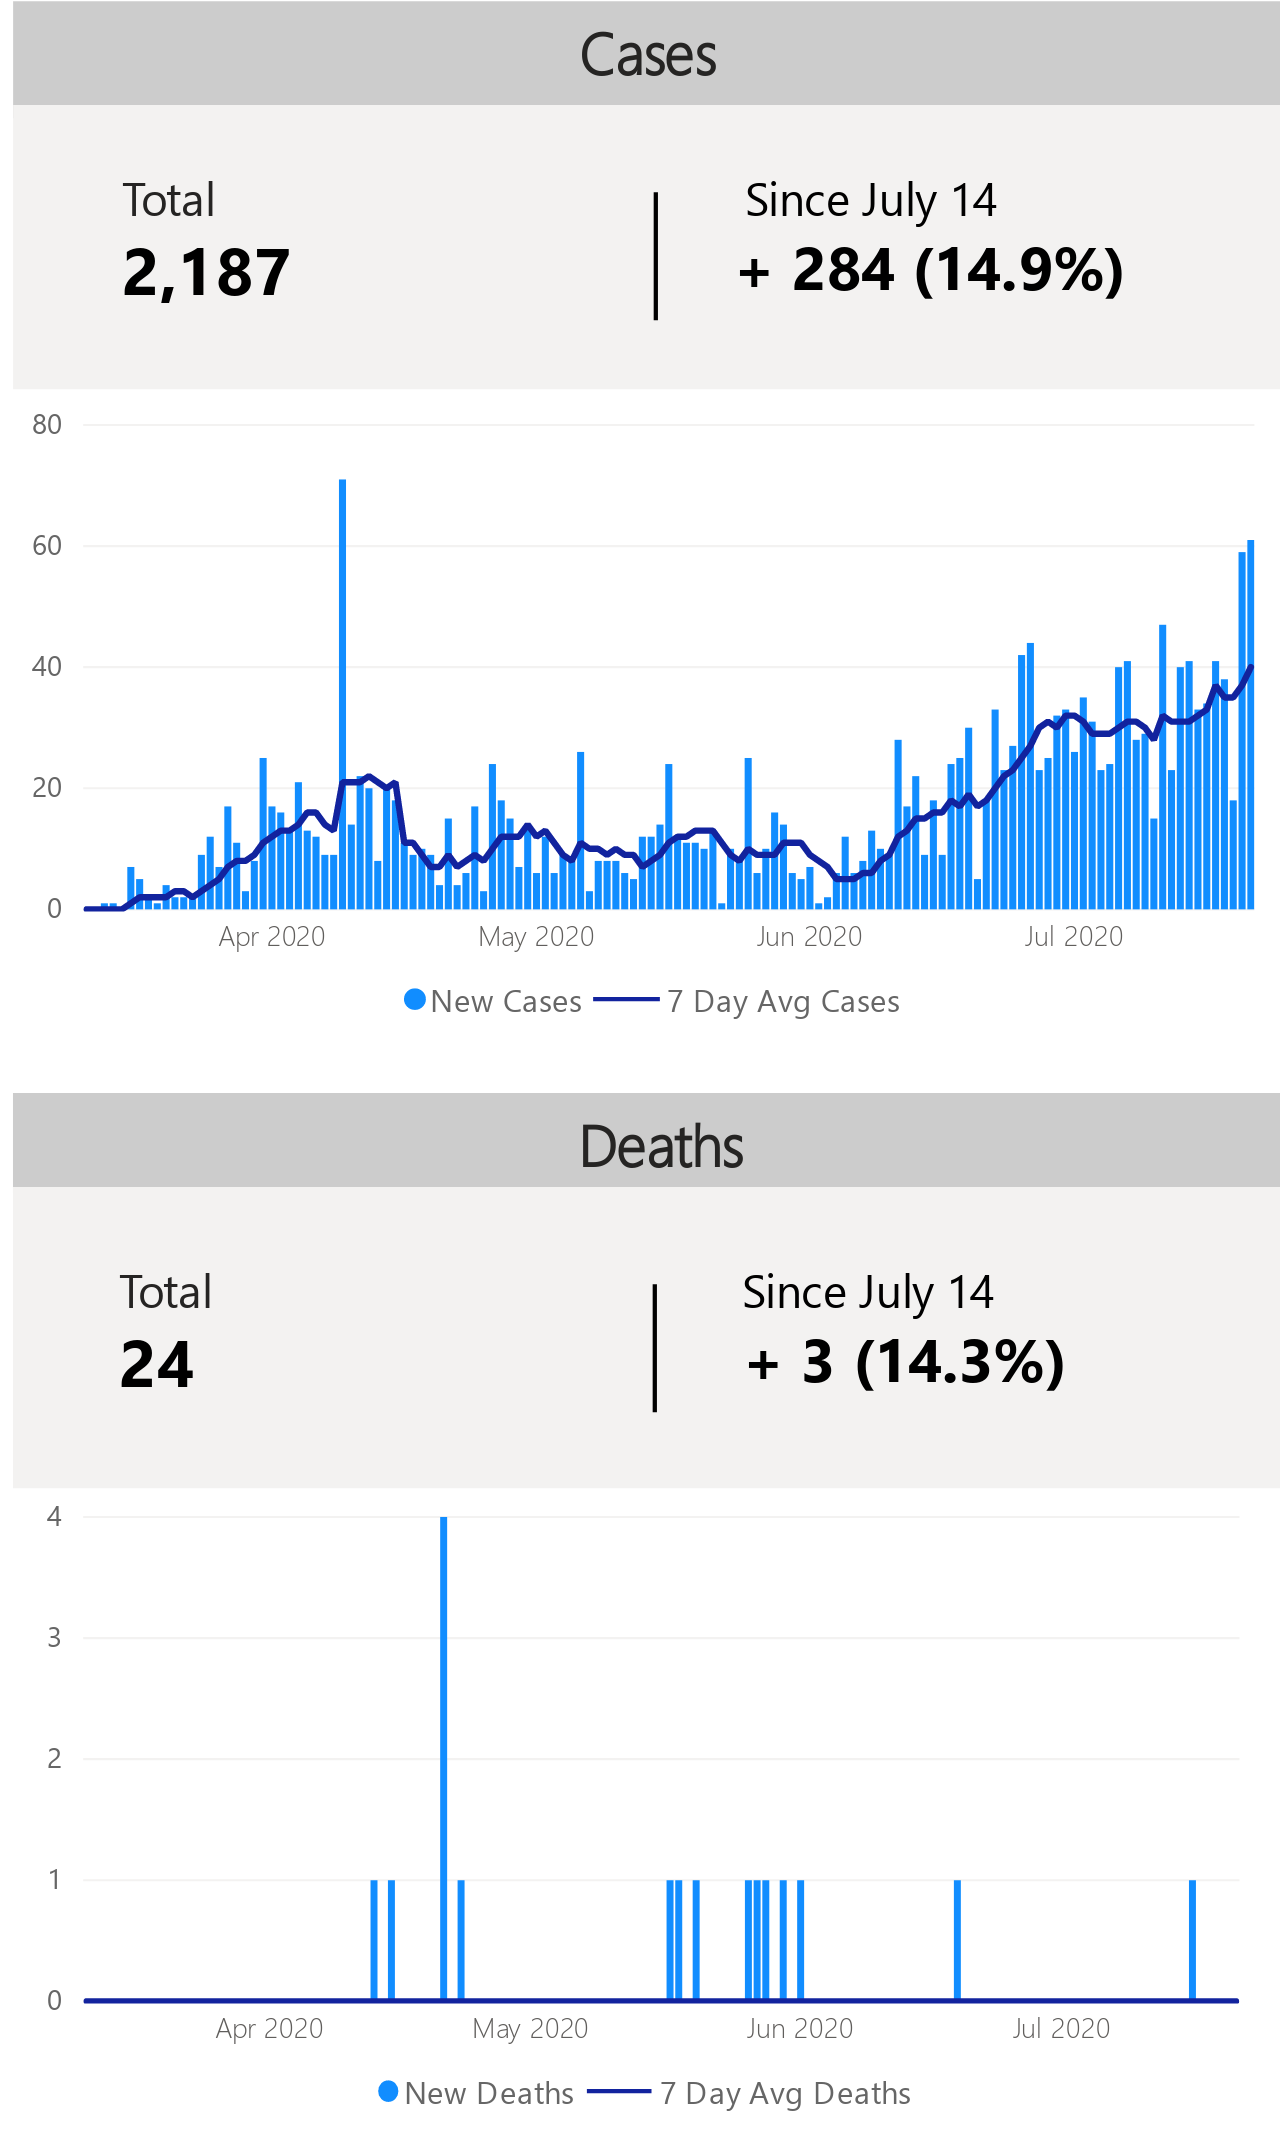 Cases
Total
Since July 14
2,187
+ 284 (14.9%)
80
60
40
20
0
Apr 2020
May 2020
Jun 2020
Jul 2020
New Cases
7 Day Avg Cases
Deaths
Total
Since July 14
24
+ 3 (14.3%)
4
3
2
1
0
Apr 2020
May 2020
Jun 2020
Jul 2020
New Deaths
7 Day Avg Deaths